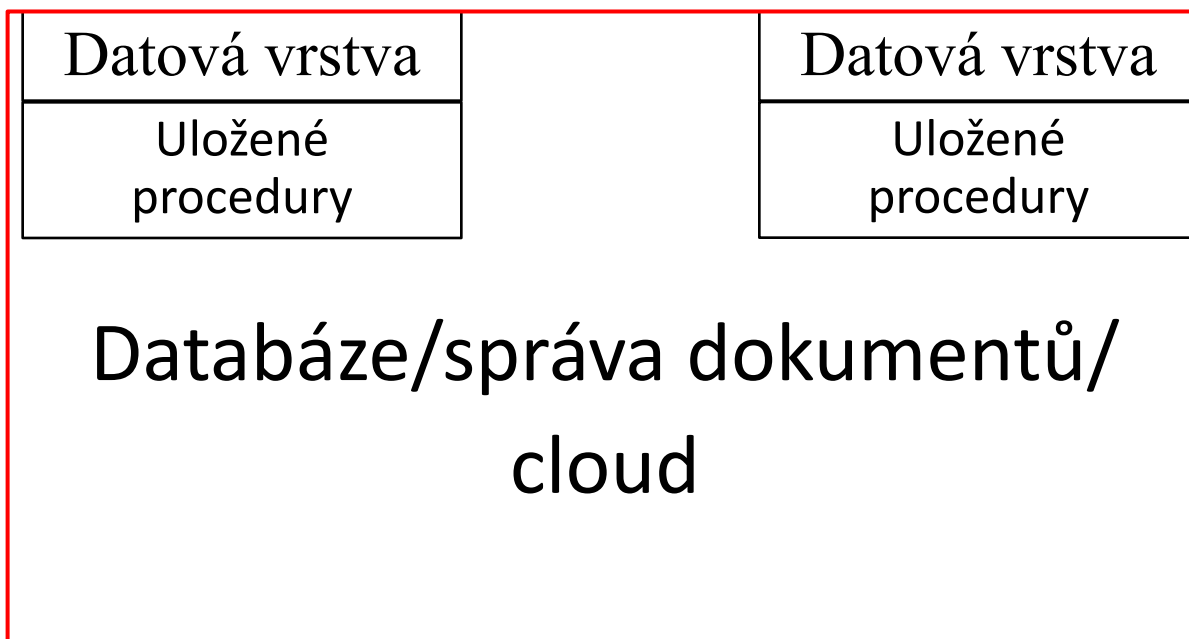 Datová vrstva
Uložené
procedury
Datová vrstva
Uložené
procedury
Databáze/správa dokumentů/
cloud